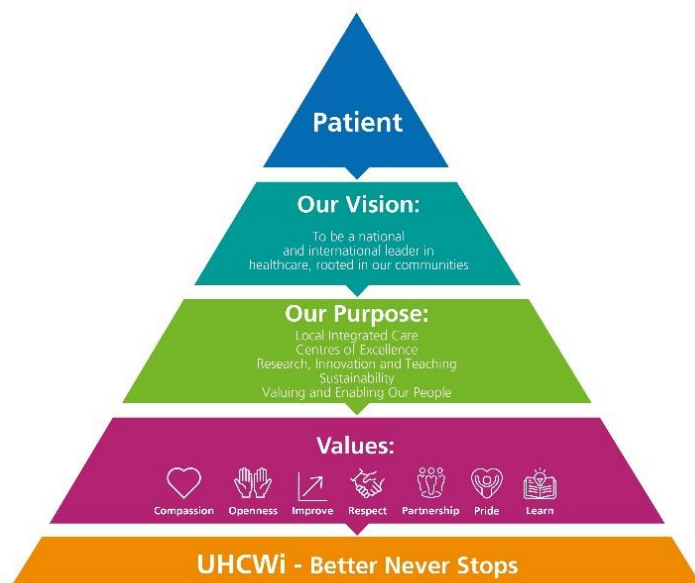 Patient
Our Vision:
To be a national
and international leader in
healthcare, rooted in our communities
Our Purpose:
Local Integrated Care
Centres of Excellence
Research, Innovation and Teaching
Sustainability
Valuing and Enabling Our People
Values:
Compassion Openness Improve Respect Partnership Pride Learn
UHCWi - Better Never Stops